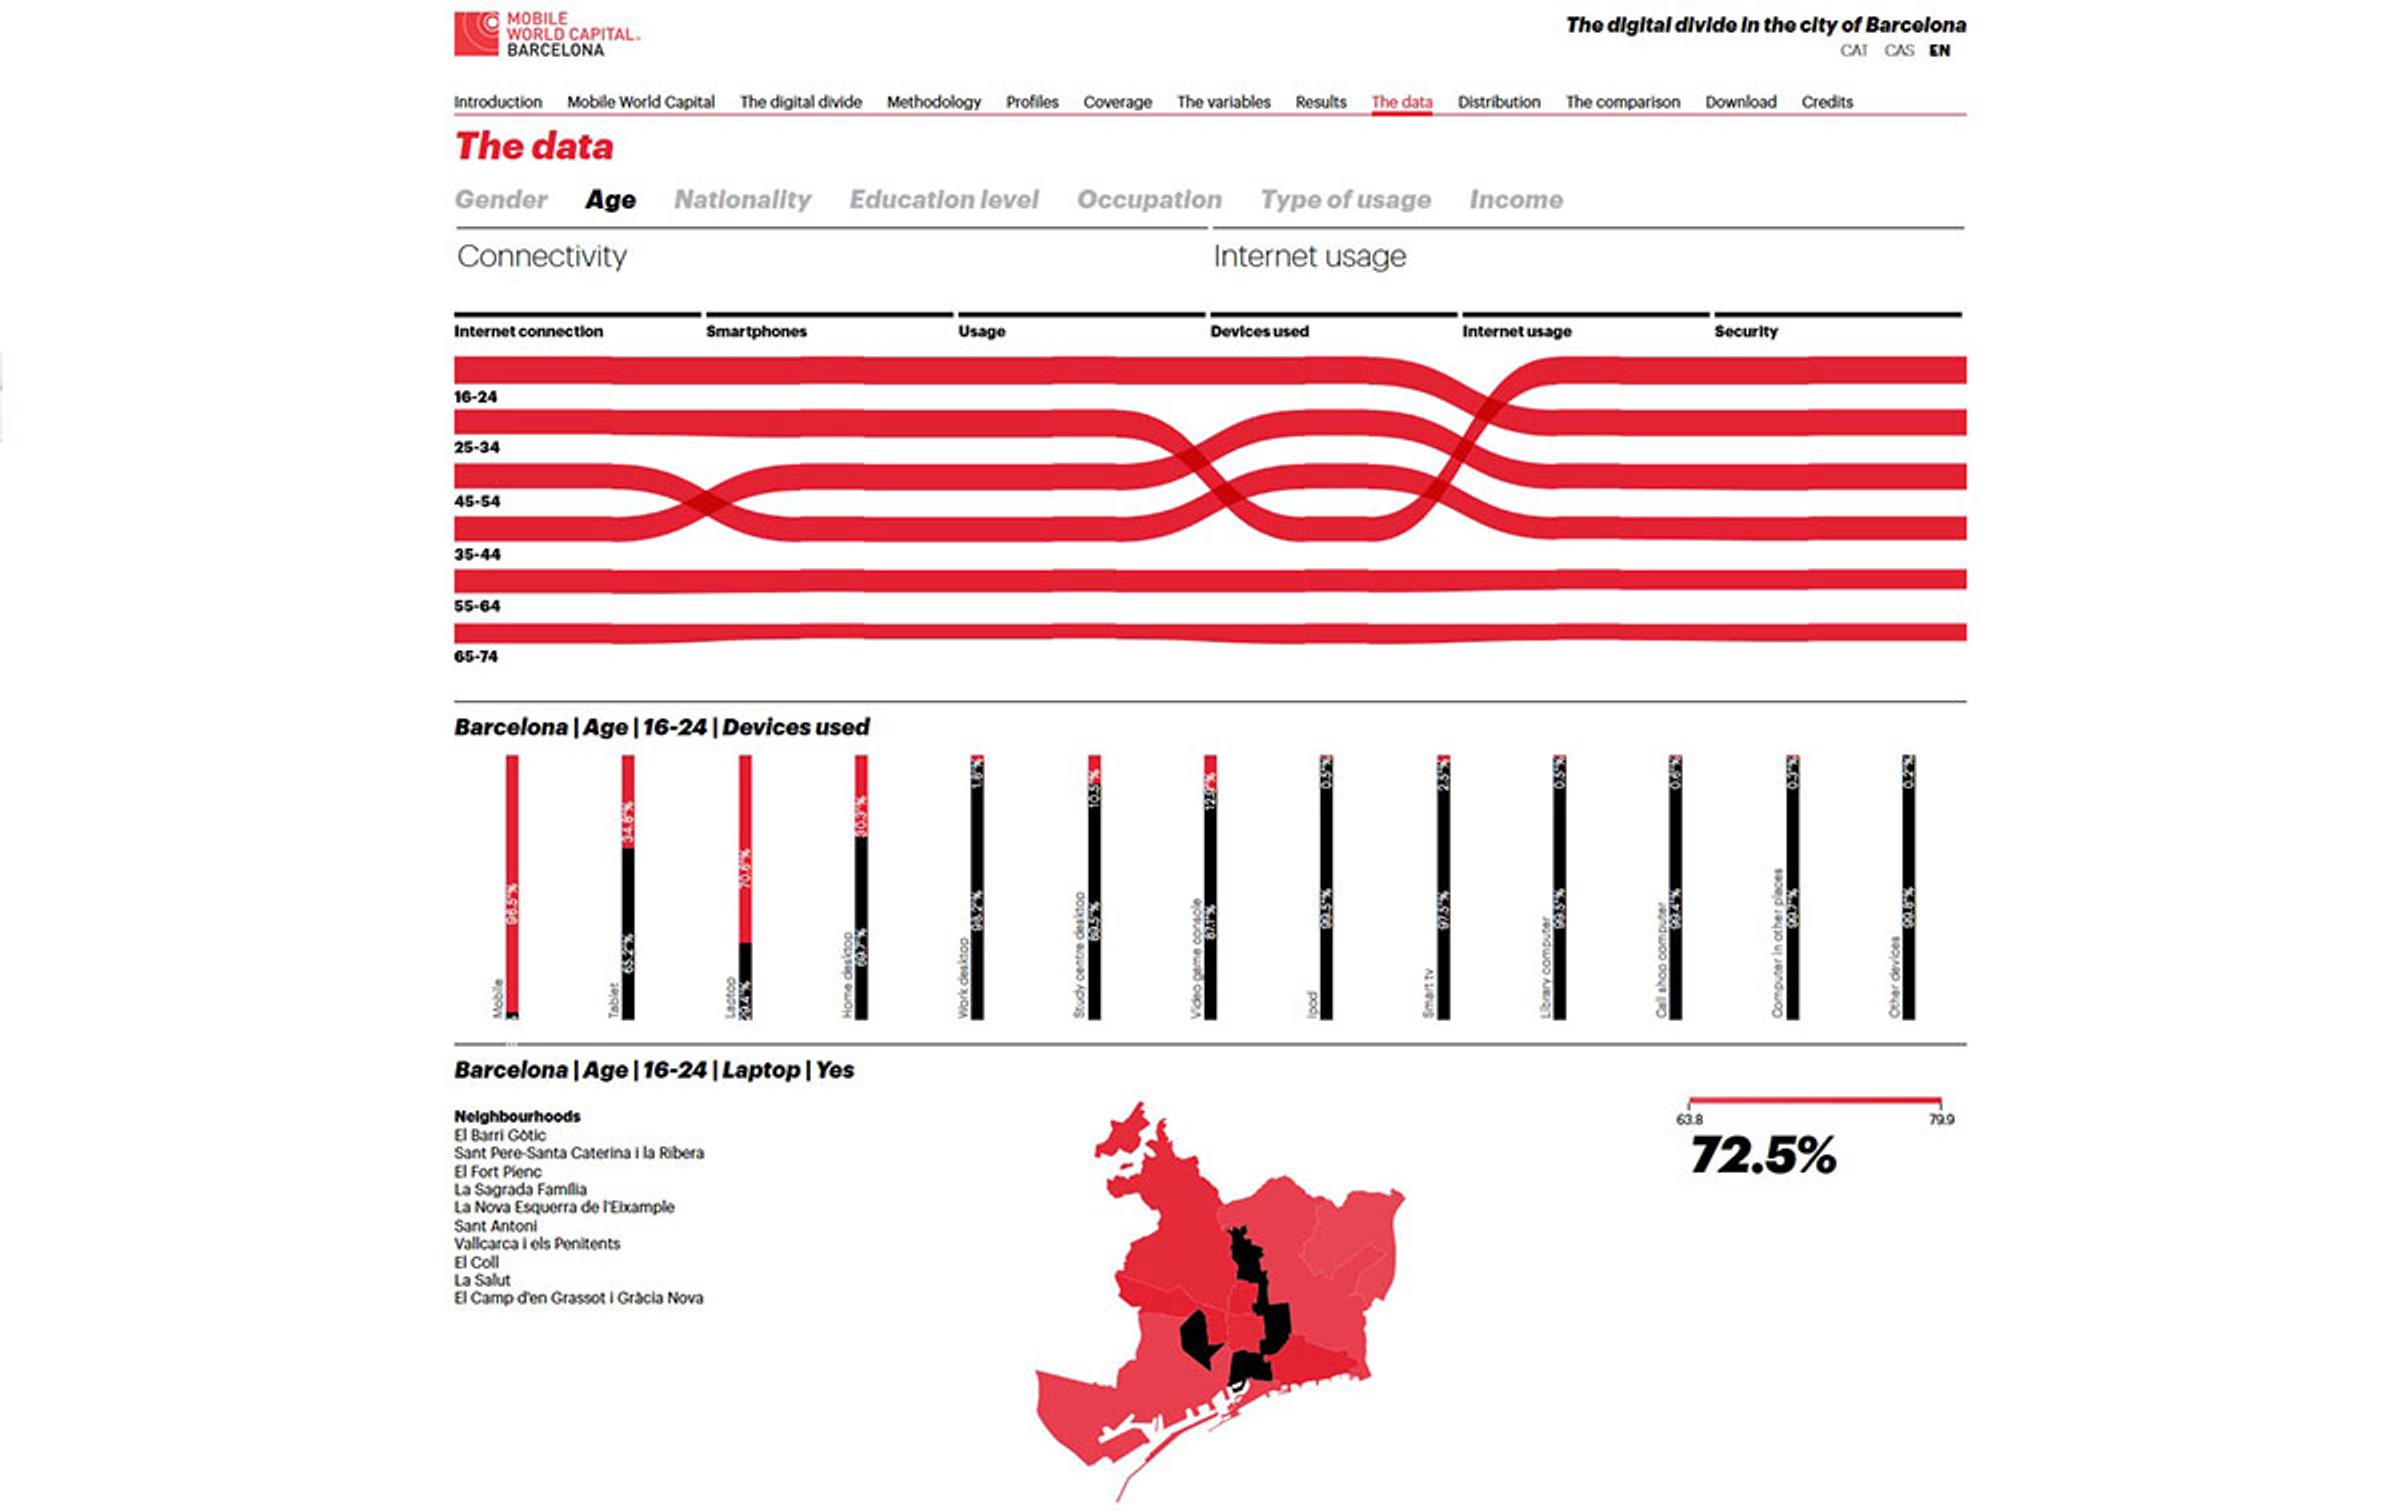 MOBILE
WORLD CAPITAL.
BARCELONA
The digital divide in the city of Barcelona
CAT CAS EN
Introduction Mobile World Capital The digital divide Methodology Profiles Coverage The variables Results The data Distribution The comparison Download Credits
The data
Gender Age Nationality Education level Occupation Type of usage Income
Connectivity Internet usage
Internet connection Smartphones Usage Devices used Internet usage Security
16-24
25-34
45-54
35-44
55-64
65-74
Barcelona | Age | 16-24 | Devices used
Mobile 96.5%
Tablet 34.8% 65.2%
Laptop 70.6% 29.4%
Home desktop 30.3% 69.7%
Work desktop 1.8% 98.2%
Study centre desktop 10.5% 89.5%
Video game console 12.9% 87.1%
Ipod 0.5% 99.5%
Smart tv 2.5% 97.5%
Library computer 0.5% 99.5%
Call shop computer 0.6% 99.4%
Computer in other places 0.3% 99.7%
Other devices 0.2% 99.8%
Barcelona | Age | 16-24 | Laptop | Yes
Neighbourhoods
El Barri Gòtic
Sant Pere-Santa Caterina i la Ribera
El Fort Pienc
La Sagrada Família
La Nova Esquerra de l'Eixample
Sant Antoni
Vallcarca i els Penitents
El Coll
La Salut
El Camp d'en Grassot i Gràcia Nova
63.8 79.9
72.5%